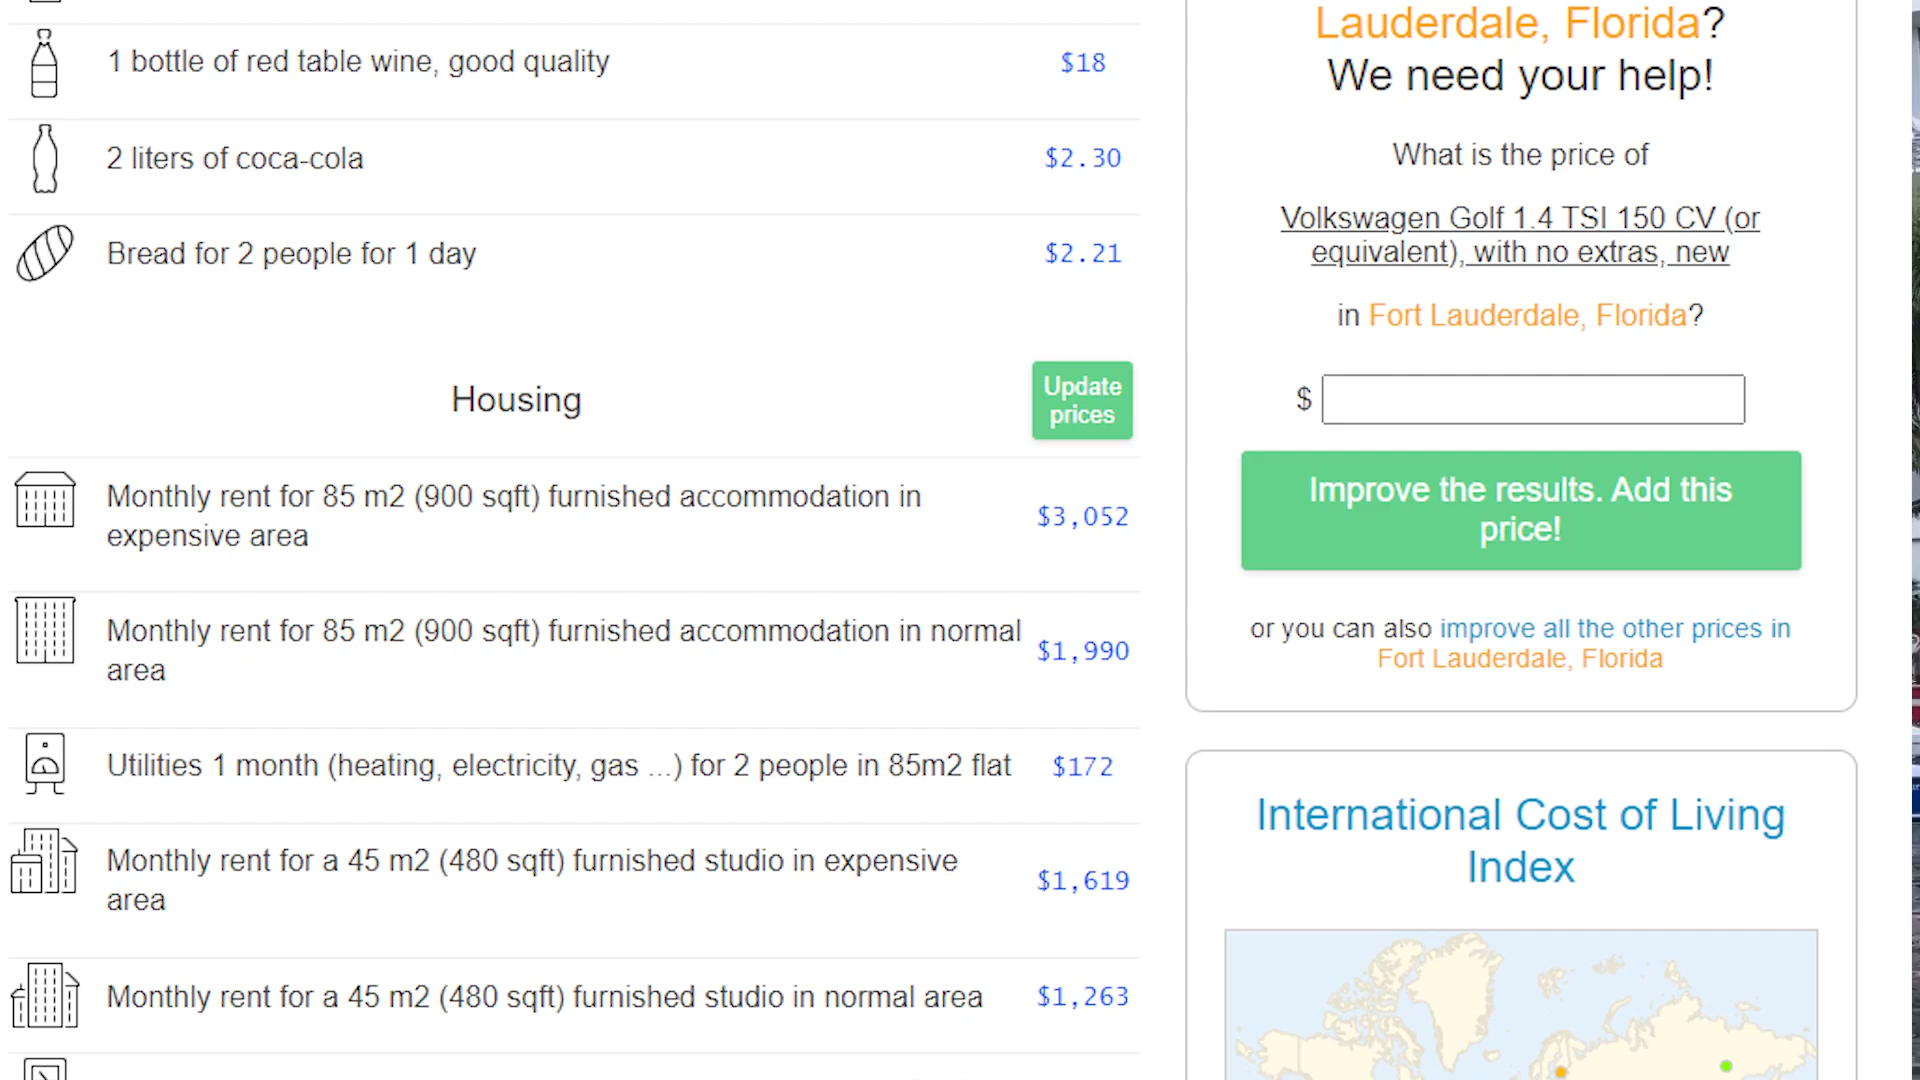 1 bottle of red table wine, good quality
$18
2 liters of coca-cola
$2.30
Bread for 2 people for 1 day
$2.21
Housing
Update
prices
Monthly rent for 85 m2 (900 sqft) furnished accommodation in
expensive area
$3,052
Monthly rent for 85 m2 (900 sqft) furnished accommodation in normal
area
$1,990
Utilities 1 month (heating, electricity, gas ...) for 2 people in 85m2 flat
$172
Monthly rent for a 45 m2 (480 sqft) furnished studio in expensive
area
$1,619
Monthly rent for a 45 m2 (480 sqft) furnished studio in normal area
$1,263
Lauderdale, Florida?
We need your help!
What is the price of
Volkswagen Golf 1.4 TSI 150 CV (or
equivalent), with no extras, new
in Fort Lauderdale, Florida?
$
Improve the results. Add this
price!
or you can also improve all the other prices in
Fort Lauderdale, Florida
International Cost of Living
Index